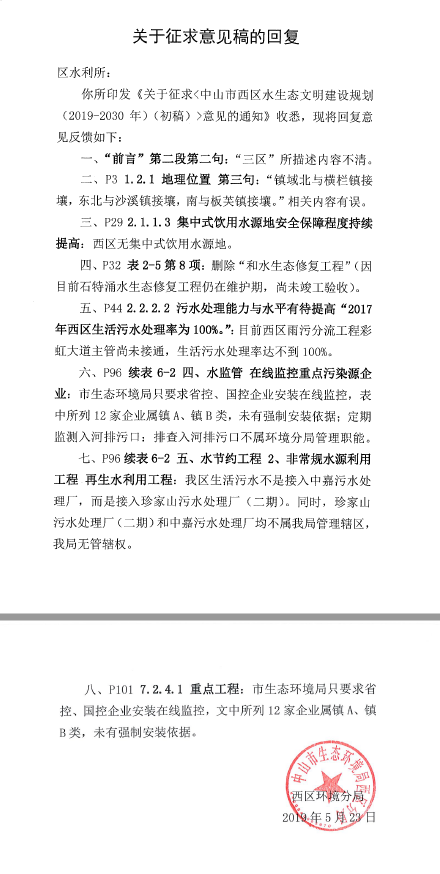 关于征求意见稿的回复
区水利所：
你所印发《关于征求<中山市西区水生态文明建设规划
（2019-2030 年）（初稿）>意见的通知》收悉，现将回复意
见反馈如下：
一、“前言”第二段第二句：“三区”所描述内容不清。
二、P3 1.2.1 地理位置 第三句：“镇域北与横栏镇接
壤，东北与沙朗镇接壤，南与板芙镇接壤。”相关内容有误。
三、P29 2.1.1.3 集中式饮用水源地安全保障程度持续
提高：西区无集中式饮用水源地。
四、P32 表 2-5 第 8 项：删除“和水生态修复工程”（因
目前石特涌水生态修复工程仍在维护期，尚未竣工验收）。
五、P44 2.2.2.2 污水处理能力与水平有待提高“2017
年西区生活污水处理率为 100%。”：目前西区雨污分流工程彩
虹大道主管尚未接通，生活污水处理率达不到 100%。
六、P96 续表 6-2 四、水监管 在线监控重点污染源企
业：市生态环境局只要求省控、国控企业安装在线监控，表
中所列 12 家企业属镇 A、镇 B 类，未有强制安装依据；定期
监测入河排污口；排查入河排污口不属环境分局管理职能。
七、P96 续表 6-2 五、水节约工程 2、非常规水源利用
工程 再生水利用工程：我区生活污水不是接入中嘉污水处
理厂，而是接入珍家山污水处理厂（二期）。同时，珍家山
污水处理厂（二期）和中嘉污水处理厂均不属我局管理辖区，
我局无管辖权。
八、P101 7.2.4.1 重点工程：市生态环境局只要求省
控、国控企业安装在线监控，文中所列 12 家企业属镇 A、镇
B 类，未有强制安装依据。
中山市生态环境局西区分局
西区环境分局
2019 年 5 月 23 日